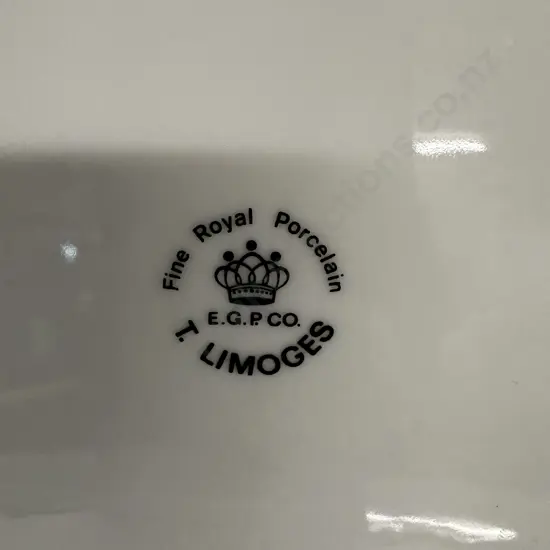 Fine Royal Porcelain
E.G.P. CO.
T. LIMOGES